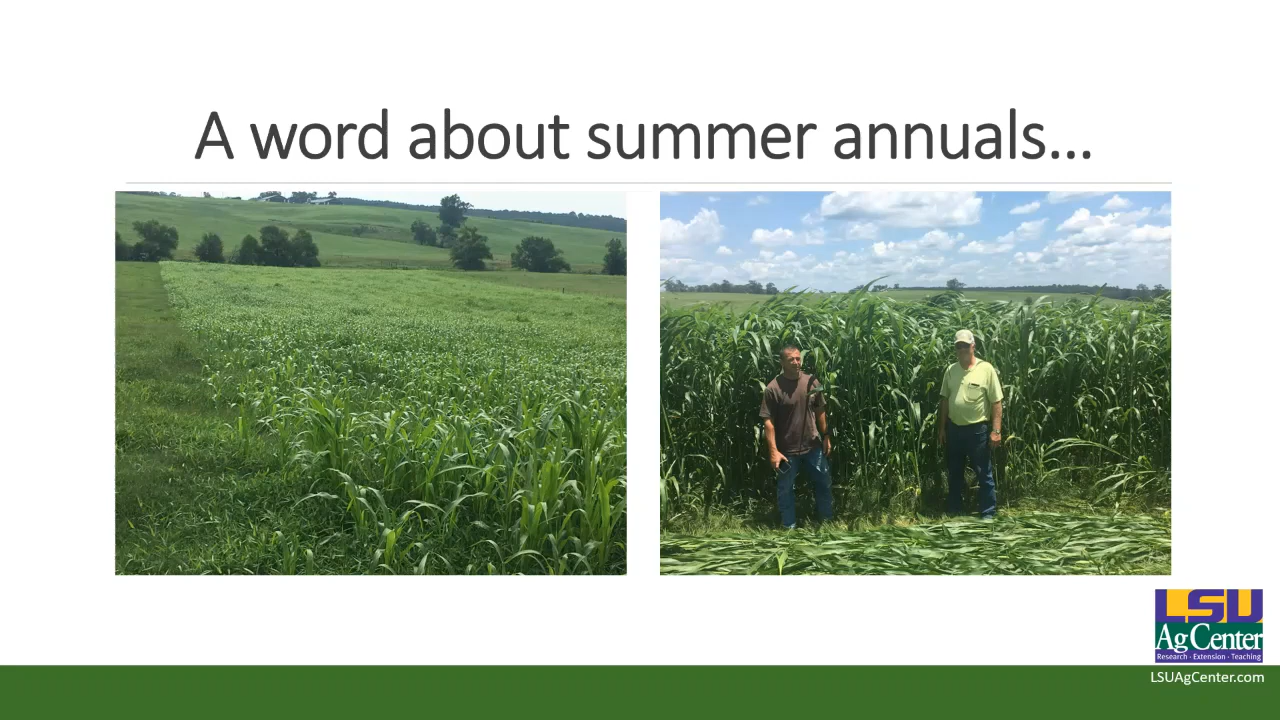 A word about summer annuals...
LSU
AgCenter
Research · Extension · Teaching
LSUAgCenter.com